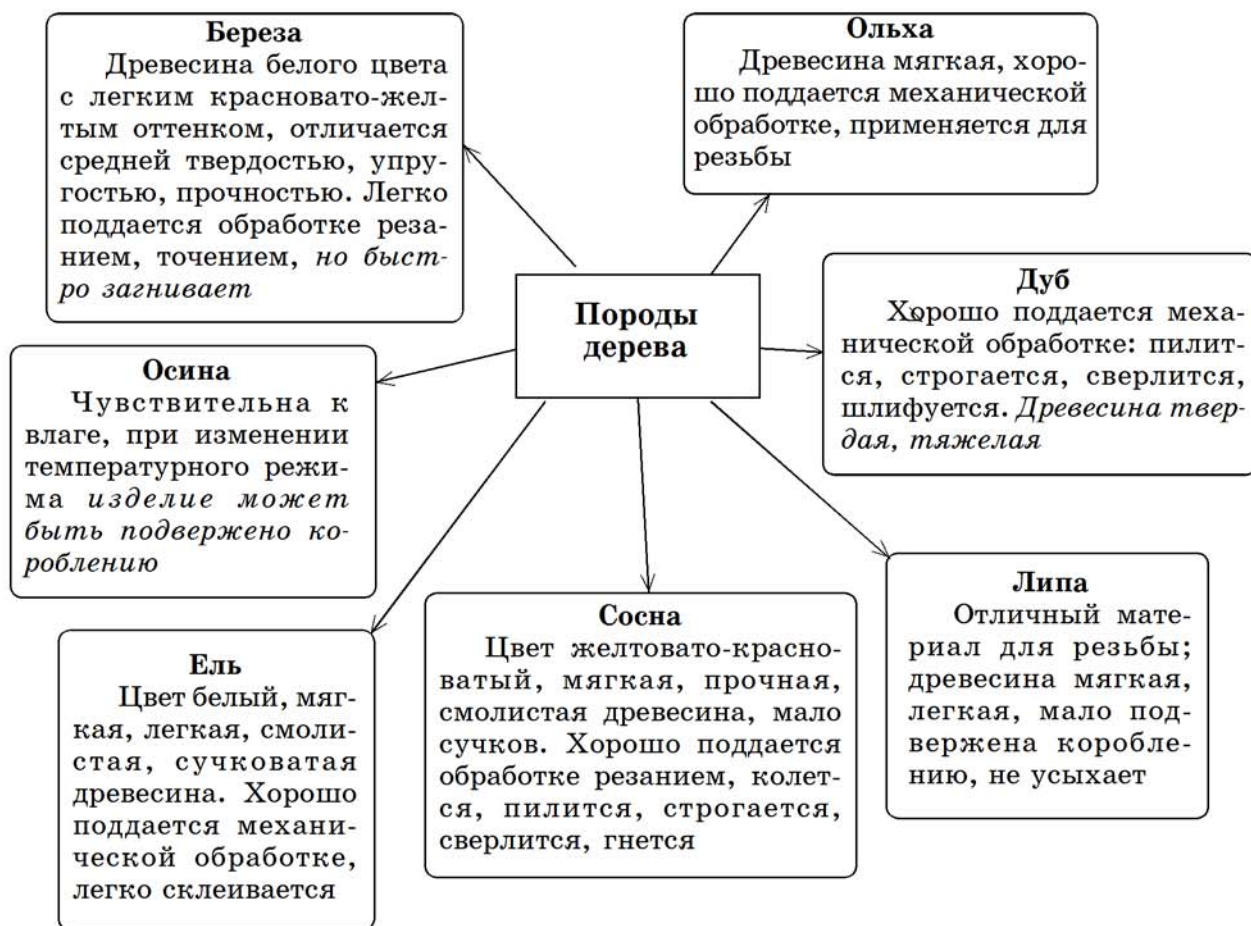 Береза
Древесина белого цвета
с легким красновато-жел-
тым оттенком, отличается
средней твердостью, упру-
гостью, прочностью. Легко
поддается обработке реза-
нием, точением, но быст-
ро загнивает
Ольха
Древесина мягкая, хоро-
шо поддается механической
обработке, применяется для
резьбы
Породы
дерева
Дуб
Хорошо поддается меха-
нической обработке: пилит-
ся, строгается, сверлится,
шлифуется. Древесина твер-
дая, тяжелая
Осина
Чувствительна к
влаге, при изменении
температурного режи-
ма изделие может
быть подвержено ко-
роблению
Ель
Цвет белый, мяг-
кая, легкая, смоли-
стая, сучковатая
древесина. Хорошо
поддается механи-
ческой обработке,
легко склеивается
Сосна
Цвет желтовато-красно-
ватый, мягкая, прочная,
смолистая древесина, мало
сучков. Хорошо поддается
обработке резанием, колет-
ся, пилится, строгается,
сверлится, гнется
Липа
Отличный мате-
риал для резьбы;
древесина мягкая,
легкая, мало под-
вержена коробле-
нию, не усыхает